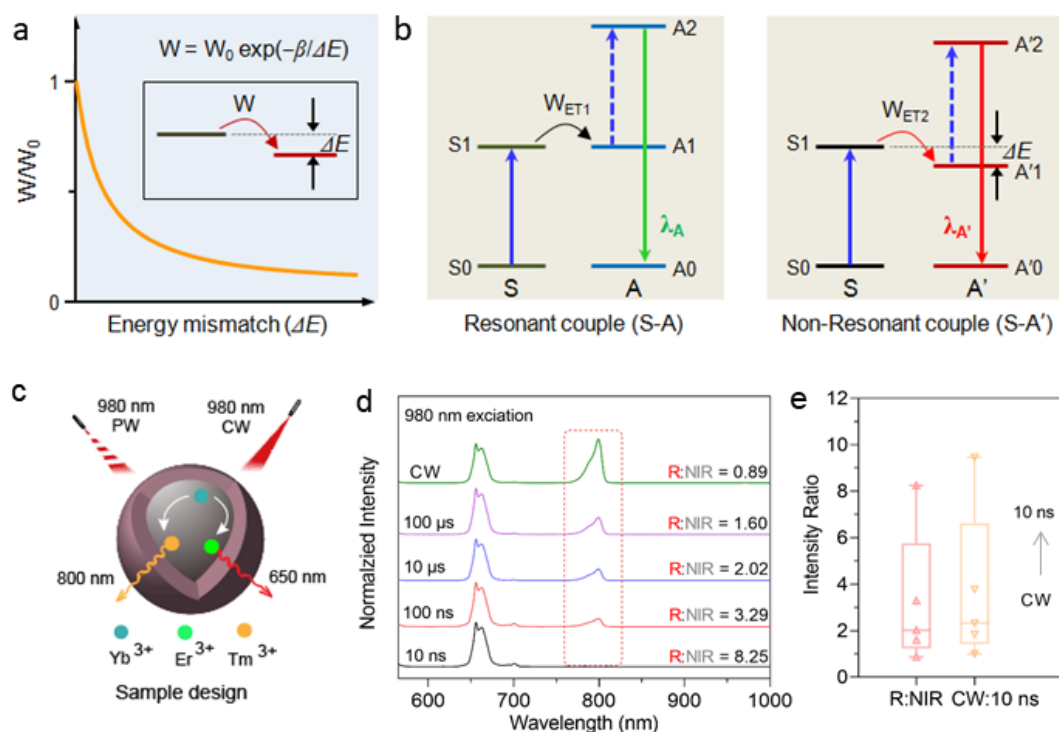 a
W = W₀ exp(−β/ΔE)
1
W
ΔE
W/W₀
0
Energy mismatch (ΔE)
b
A2
W_ET1
S1
A1
λ_A
S0
A0
S
A
Resonant couple (S-A)
A′2
W_ET2
S1
ΔE
A′1
λ_A′
S0
A′0
S
A′
Non-Resonant couple (S-A′)
c
980 nm
PW
980 nm
CW
800 nm
650 nm
Yb³⁺ Er³⁺ Tm³⁺
Sample design
d
980 nm exciation
CW
R:NIR = 0.89
100 µs
R:NIR = 1.60
10 µs
R:NIR = 2.02
100 ns
R:NIR = 3.29
10 ns
R:NIR = 8.25
Normalzied Intensity
600 700 800 900 1000
Wavelength (nm)
e
12
10
8
6
4
2
0
Intensity Ratio
10 ns
CW
R:NIR CW:10 ns